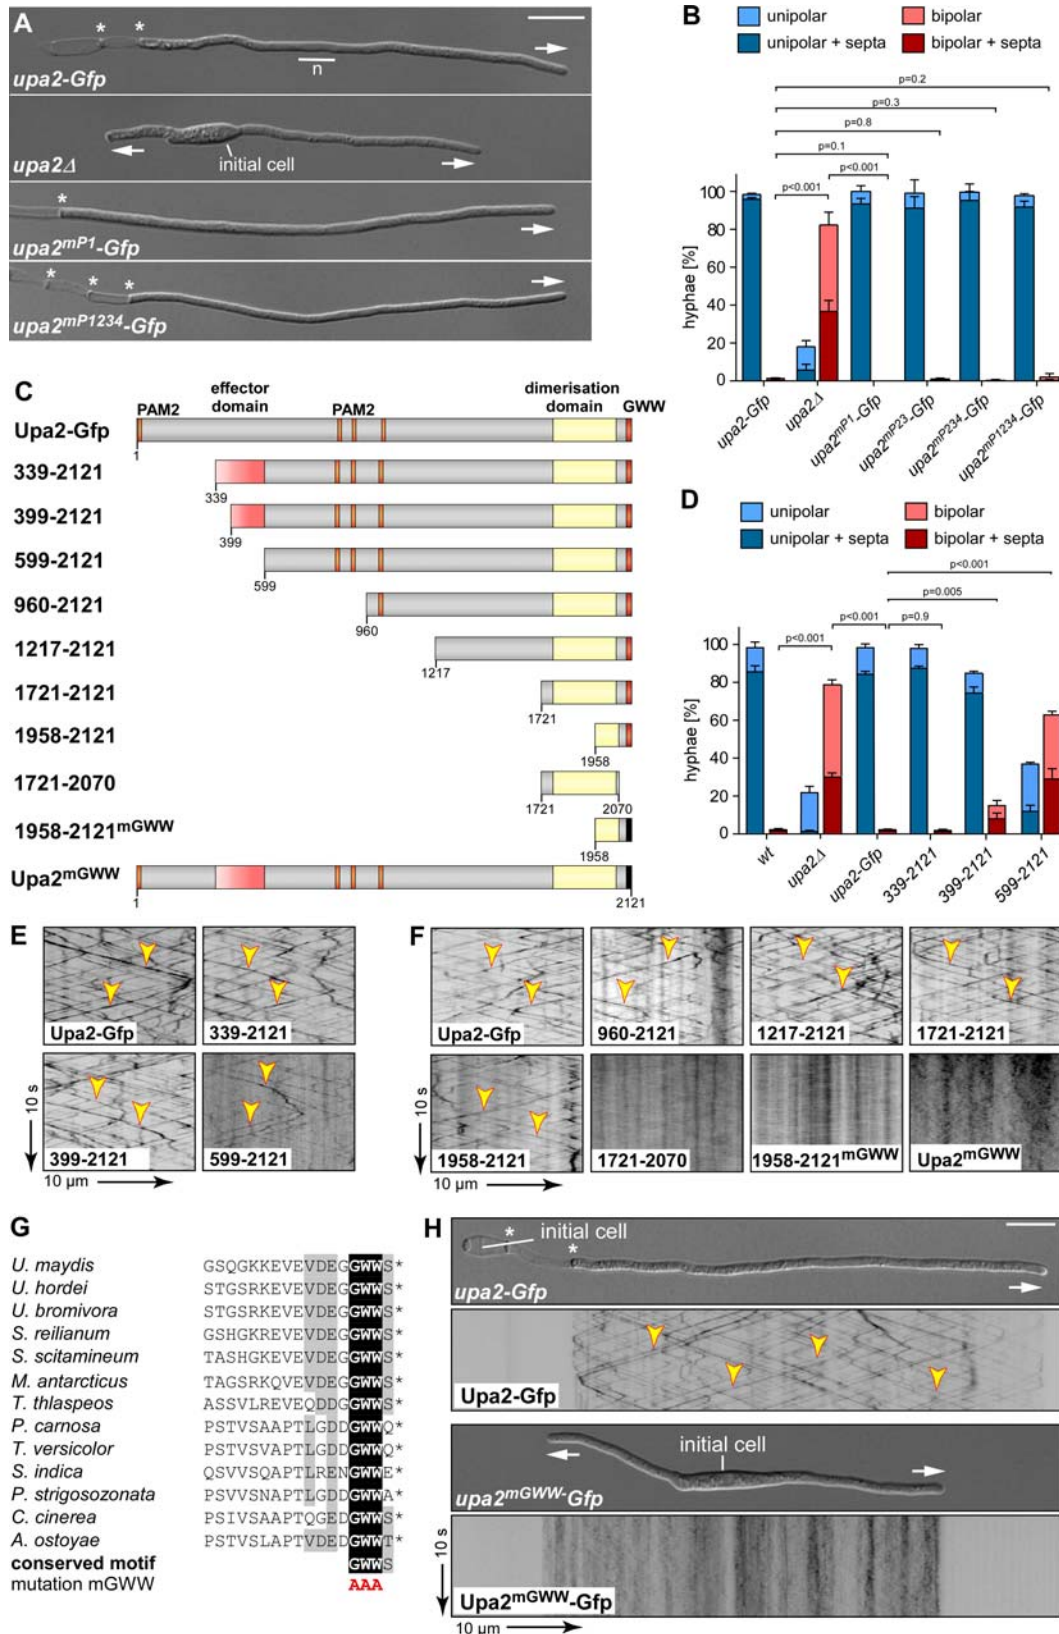 A
* *
n
upa2-Gfp
initial cell
upa2Δ
*
upa2mP1-Gfp
* * *
upa2mP1234-Gfp
B
unipolar
bipolar
unipolar + septa
bipolar + septa
p=0.2
p=0.3
p=0.8
p=0.1
p<0.001
p<0.001
hyphae [%]
100
80
60
40
20
0
upa2-Gfp
upa2Δ
upa2mP1-Gfp
upa2mP23-Gfp
upa2mP234-Gfp
upa2mP1234-Gfp
C
PAM2
effector domain
PAM2
dimerisation domain
GWW
Upa2-Gfp
1
339-2121
339
399-2121
399
599-2121
599
960-2121
960
1217-2121
1217
1721-2121
1721
1958-2121
1958
1721-2070
1721
2070
1958-2121mGWW
1958
Upa2mGWW
1
2121
D
unipolar
bipolar
unipolar + septa
bipolar + septa
p<0.001
p=0.005
p<0.001
p<0.001
p=0.9
hyphae [%]
100
80
60
40
20
0
wt
upa2Δ
upa2-Gfp
339-2121
399-2121
599-2121
E
Upa2-Gfp
339-2121
399-2121
599-2121
10 s
10 µm
F
Upa2-Gfp
960-2121
1217-2121
1721-2121
1958-2121
1721-2070
1958-2121mGWW
Upa2mGWW
10 s
10 µm
G
U. maydis GSQGKKEVEVDEGGWWS*
U. hordei STGSRKEVEVDEGGWWS*
U. bromivora STGSRKEVEVDEGGWWS*
S. reilianum GSHGKREVEVDEGGWWS*
S. scitamineum TASHGKEVEVDEGGWWS*
M. antarcticus TAGSRKQVEVDEGGWWS*
T. thlaspeos ASSVLREVEQDDGGWWS*
P. carnosa PSTVSAAPTLGDDGWWQ*
T. versicolor PSTVSVAPTLGDDGWWQ*
S. indica QSVVSQAPTLRENGWWE*
P. strigosozonata PSVVSNAPTLGDDGWWA*
C. cinerea PSIVSAAPTQGEDGWWS*
A. ostoyae PSTVSLAPTVDEDGWWT*
conserved motif GWWS
mutation mGWW AAA
H
* initial cell
*
upa2-Gfp
Upa2-Gfp
initial cell
upa2mGWW-Gfp
Upa2mGWW-Gfp
10 s
10 µm